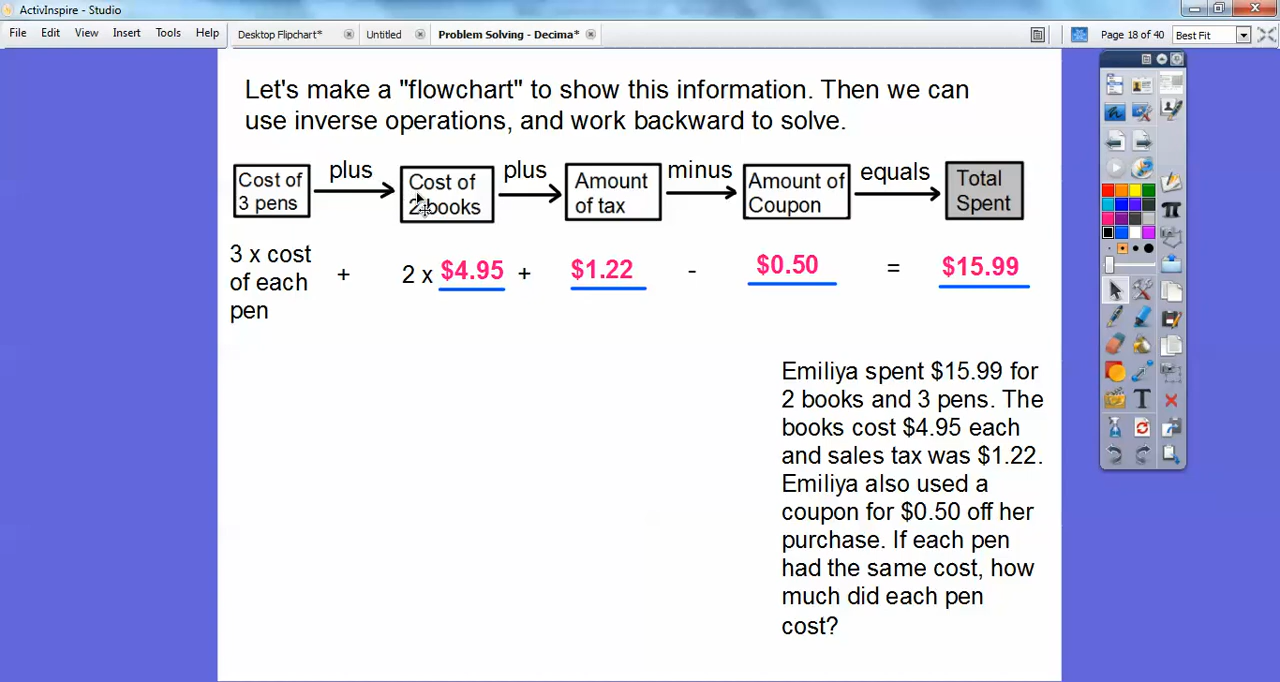 ActivInspire - Studio
File Edit View Insert Tools Help
Desktop Flipchart* Untitled Problem Solving - Decima* Page 18 of 40 Best Fit
Let's make a "flowchart" to show this information. Then we can
use inverse operations, and work backward to solve.
plus plus minus equals
Cost of
3 pens
Cost of
2 books
Amount
of tax
Amount of
Coupon
Total
Spent
3 x cost
of each
pen
+ 2 x $4.95 + $1.22 - $0.50 = $15.99
Emiliya spent $15.99 for
2 books and 3 pens. The
books cost $4.95 each
and sales tax was $1.22.
Emiliya also used a
coupon for $0.50 off her
purchase. If each pen
had the same cost, how
much did each pen
cost?